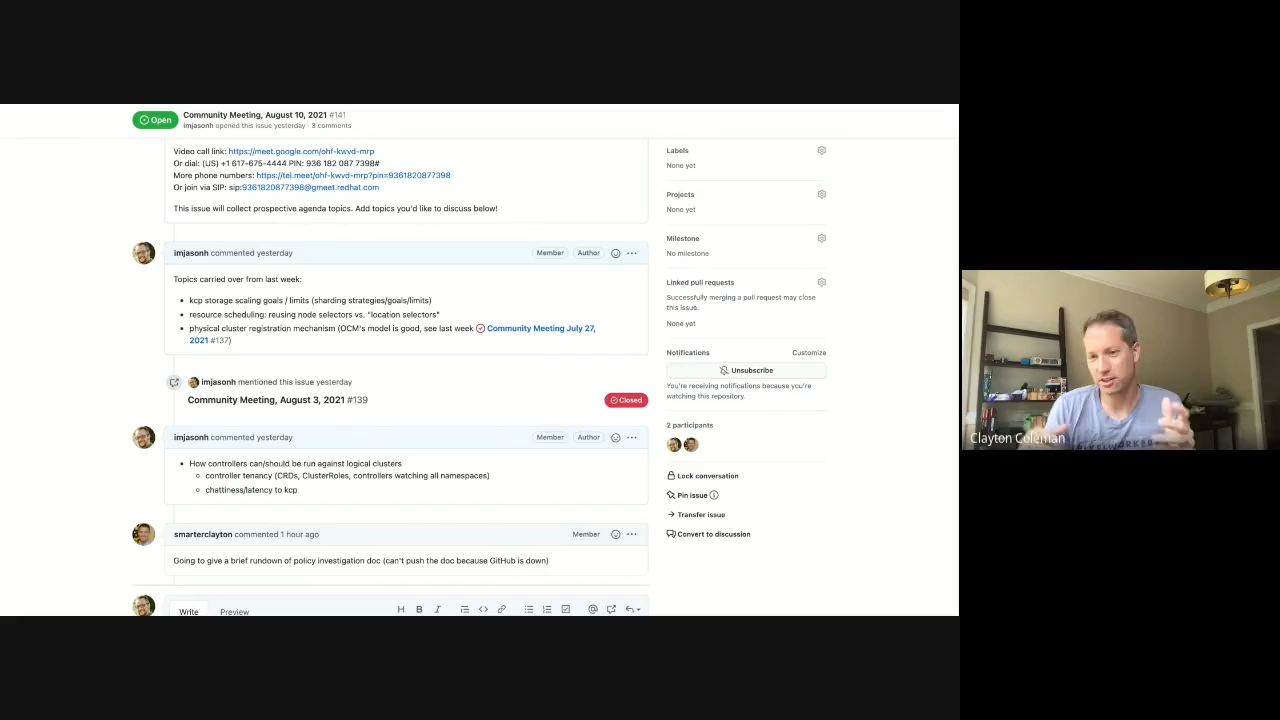 Open
Community Meeting, August 10, 2021 #141
imjasonh opened this issue yesterday · 3 comments
Video call link: https://meet.google.com/ohf-kwvd-mrp
Or dial: (US) +1 617-675-4444 PIN: 936 182 087 7398#
More phone numbers: https://tel.meet/ohf-kwvd-mrp?pin=9361820877398
Or join via SIP: sip:9361820877398@gmeet.redhat.com
This issue will collect prospective agenda topics. Add topics you'd like to discuss below!
imjasonh commented yesterday
Member
Author
Topics carried over from last week:
• kcp storage scaling goals / limits (sharding strategies/goals/limits)
• resource scheduling: reusing node selectors vs. "location selectors"
• physical cluster registration mechanism (OCM's model is good, see last week Community Meeting July 27,
2021 #137)
imjasonh mentioned this issue yesterday
Community Meeting, August 3, 2021 #139
Closed
imjasonh commented yesterday
Member
Author
• How controllers can/should be run against logical clusters
controller tenancy (CRDs, ClusterRoles, controllers watching all namespaces)
chattiness/latency to kcp
smarterclayton commented 1 hour ago
Member
Going to give a brief rundown of policy investigation doc (can't push the doc because GitHub is down)
Write
Preview
Labels
None yet
Projects
None yet
Milestone
No milestone
Linked pull requests
Successfully merging a pull request may close
this issue.
None yet
Notifications
Customize
Unsubscribe
You're receiving notifications because you're
watching this repository.
2 participants
Lock conversation
Pin issue
Transfer issue
Convert to discussion
Clayton Coleman